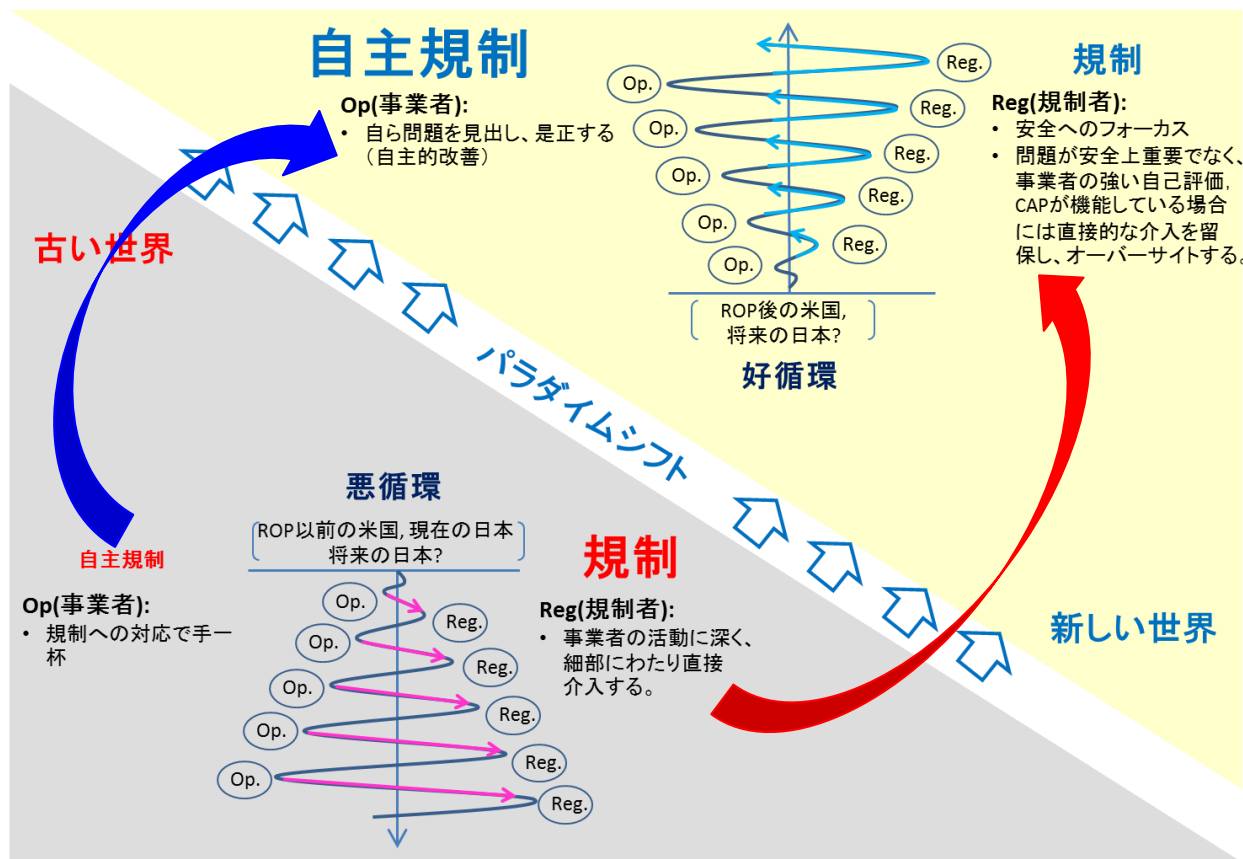 自主規制
Op(事業者):
• 自ら問題を見出し、是正する
（自主的改善）
Op.
Op.
Op.
Op.
Op.
Reg.
Reg.
Reg.
Reg.
Reg.
ROP後の米国,
将来の日本?
好循環
規制
Reg(規制者):
• 安全へのフォーカス
• 問題が安全上重要でなく、
事業者の強い自己評価,
CAPが機能している場合
には直接的な介入を留
保し、オーバーサイトする。
古い世界
パラダイムシフト
新しい世界
自主規制
Op(事業者):
• 規制への対応で手一
杯
悪循環
ROP以前の米国, 現在の日本
将来の日本?
Op.
Op.
Op.
Op.
Op.
Reg.
Reg.
Reg.
Reg.
Reg.
規制
Reg(規制者):
• 事業者の活動に深く、
細部にわたり直接
介入する。